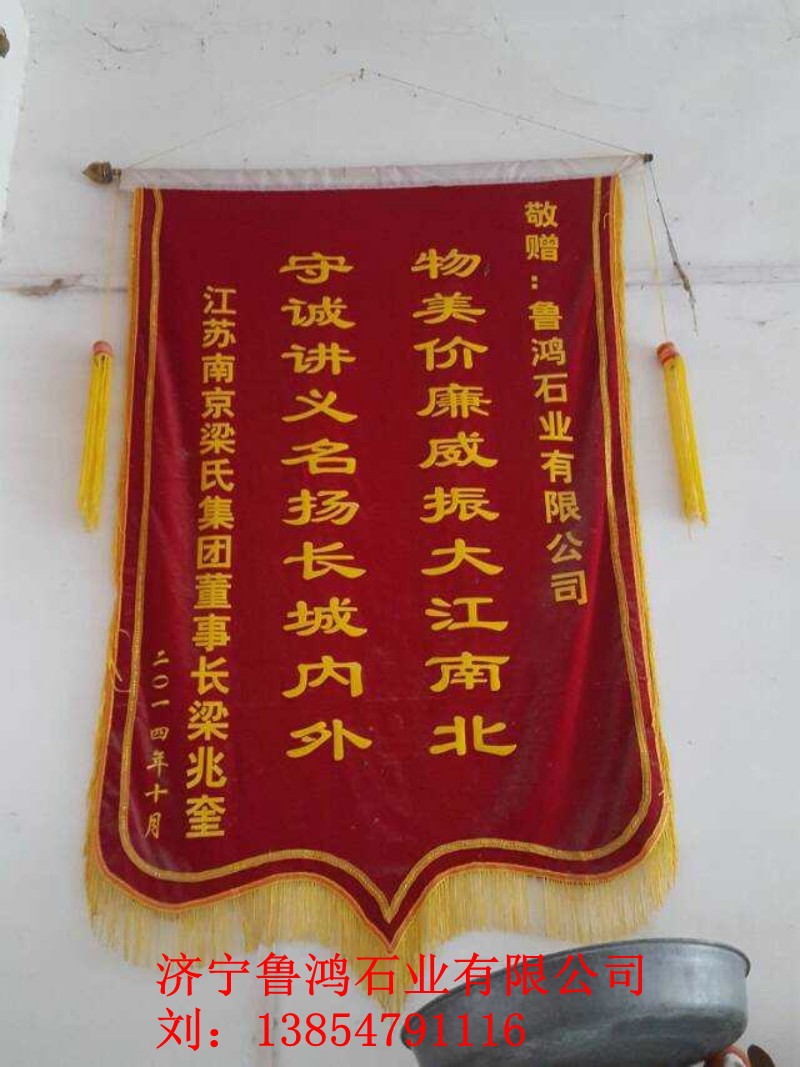 敬赠：鲁鸿石业有限公司
物美价廉威振大江南北
守诚讲义名扬长城内外
江苏南京梁氏集团董事长梁兆奎
二〇一四年十月
济宁鲁鸿石业有限公司
刘：13854791116